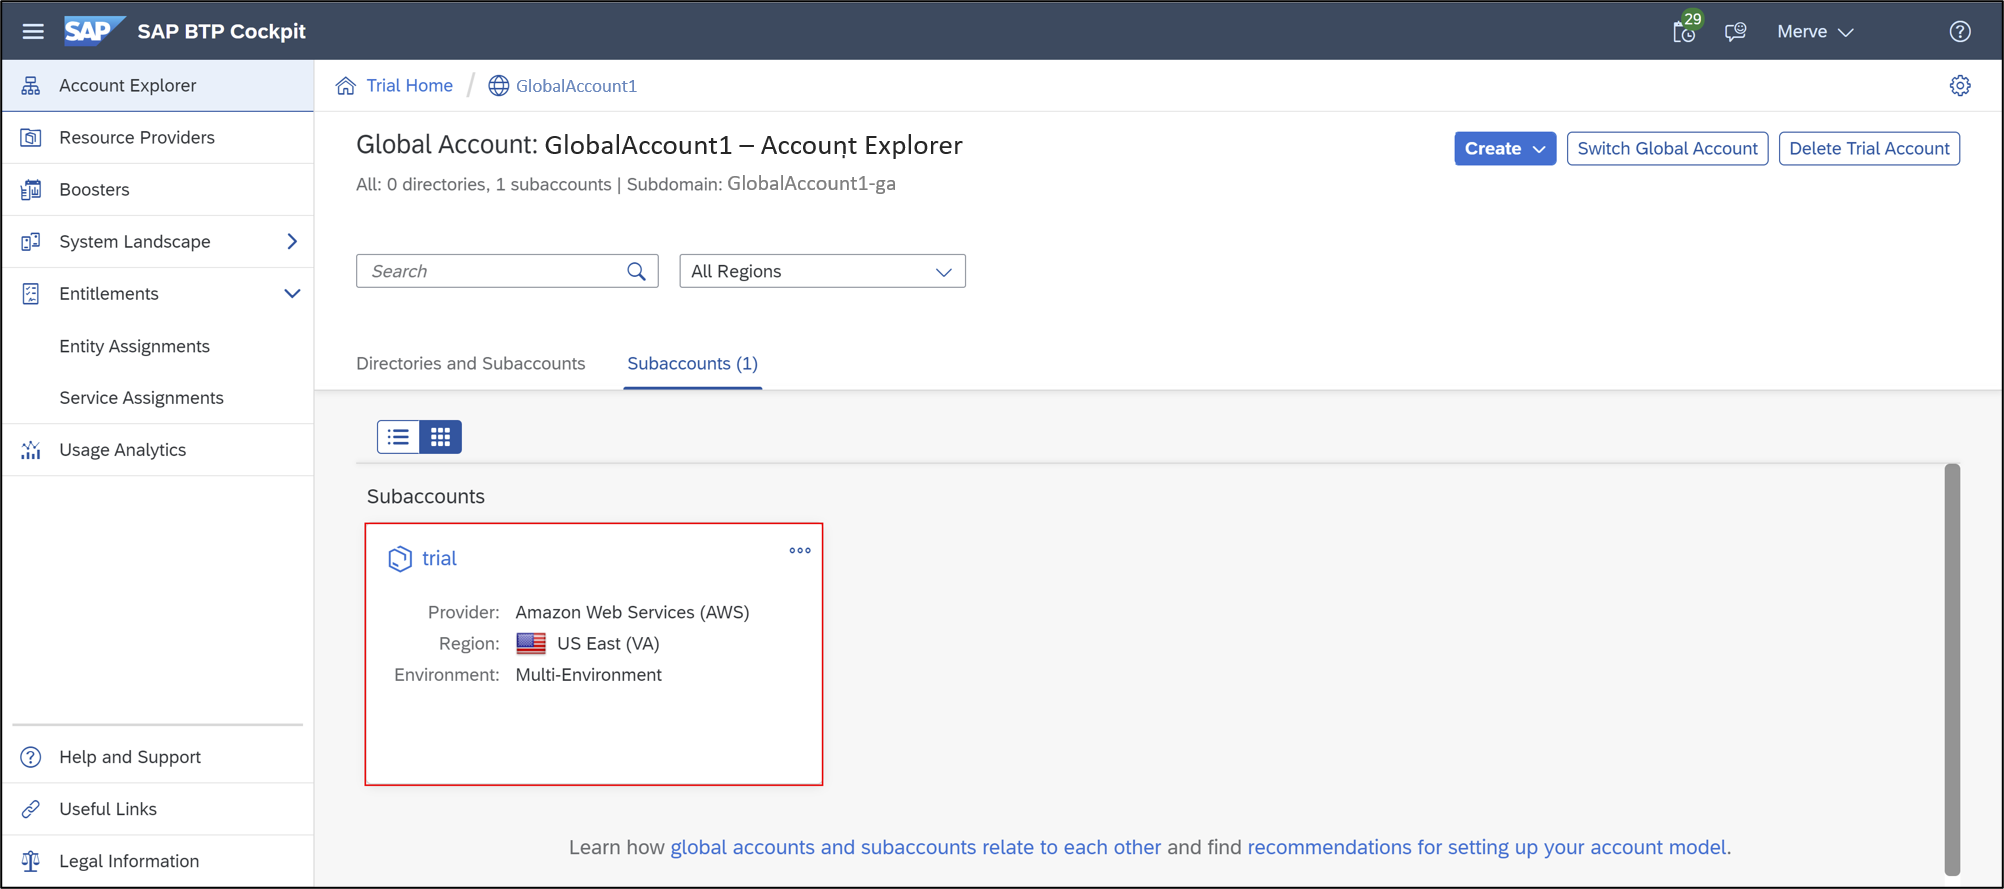 SAP SAP BTP Cockpit
29
Merve
Account Explorer
Resource Providers
Boosters
System Landscape
Entitlements
Entity Assignments
Service Assignments
Usage Analytics
Help and Support
Useful Links
Legal Information
Trial Home / GlobalAccount1
Global Account: GlobalAccount1 – Account Explorer
All: 0 directories, 1 subaccounts | Subdomain: GlobalAccount1-ga
Create
Switch Global Account
Delete Trial Account
Search
All Regions
Directories and Subaccounts
Subaccounts (1)
Subaccounts
trial
Provider: Amazon Web Services (AWS)
Region: US East (VA)
Environment: Multi-Environment
Learn how global accounts and subaccounts relate to each other and find recommendations for setting up your account model.